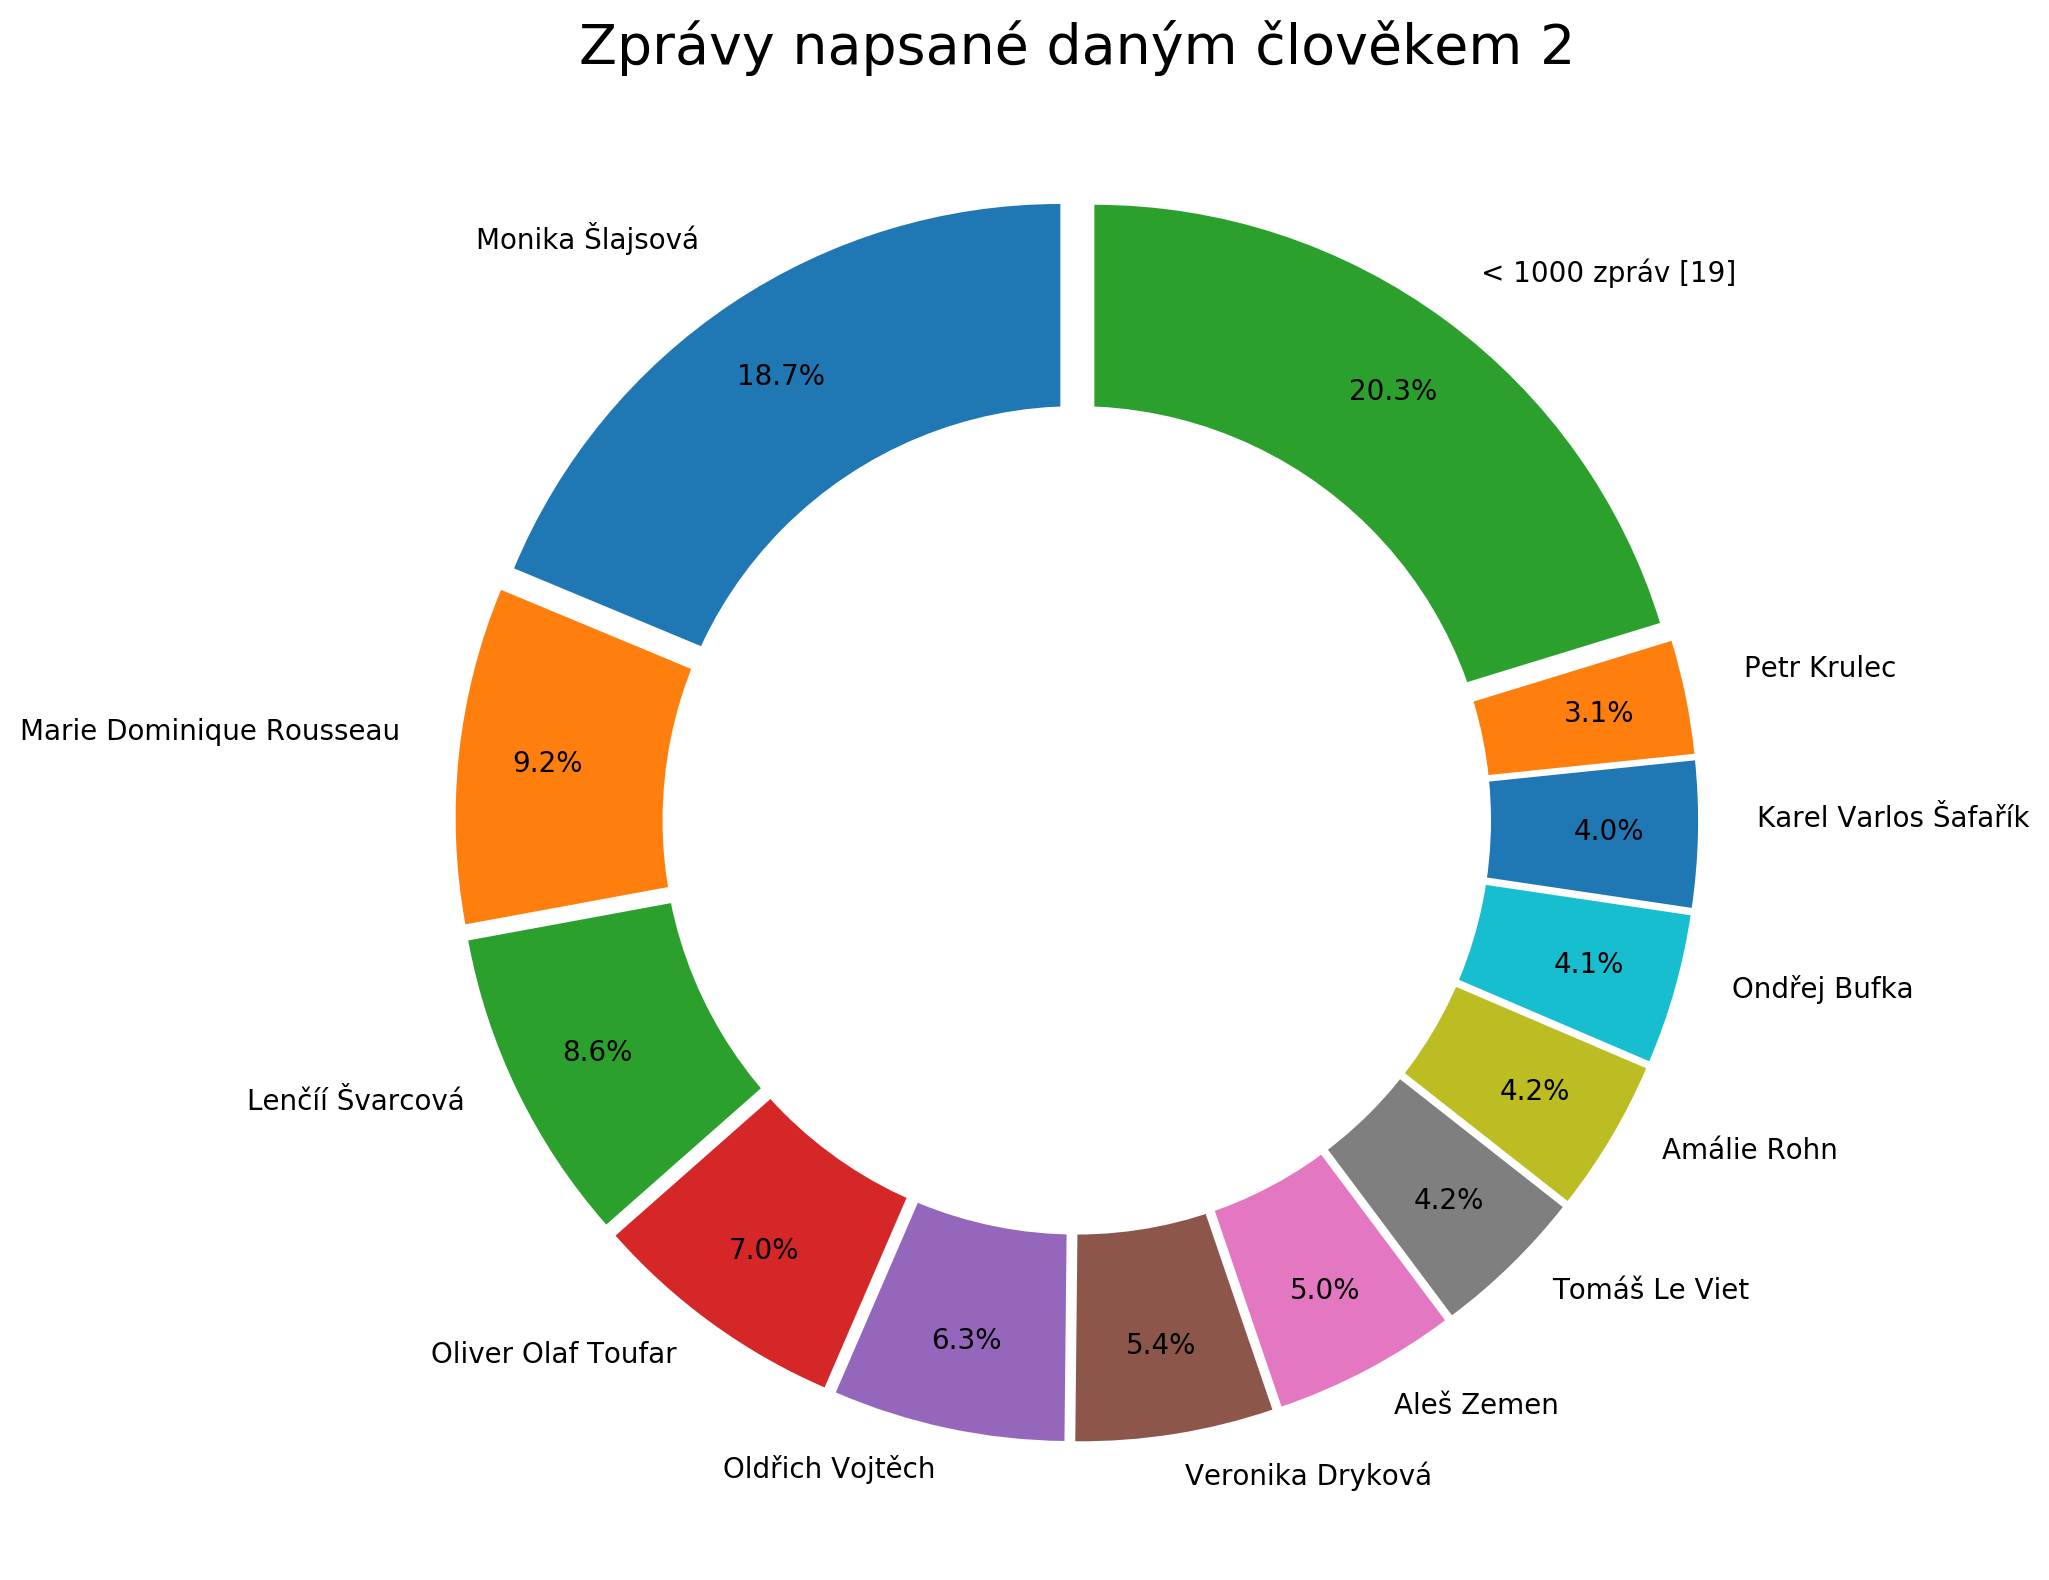 Zprávy napsané daným člověkem 2
Monika Šlajsová
18.7%
Marie Dominique Rousseau
9.2%
Lenčíí Švarcová
8.6%
Oliver Olaf Toufar
7.0%
Oldřich Vojtěch
6.3%
Veronika Dryková
5.4%
Aleš Zemen
5.0%
Tomáš Le Viet
4.2%
Amálie Rohn
4.2%
Ondřej Bufka
4.1%
Karel Varlos Šafařík
4.0%
Petr Krulec
3.1%
< 1000 zpráv [19]
20.3%